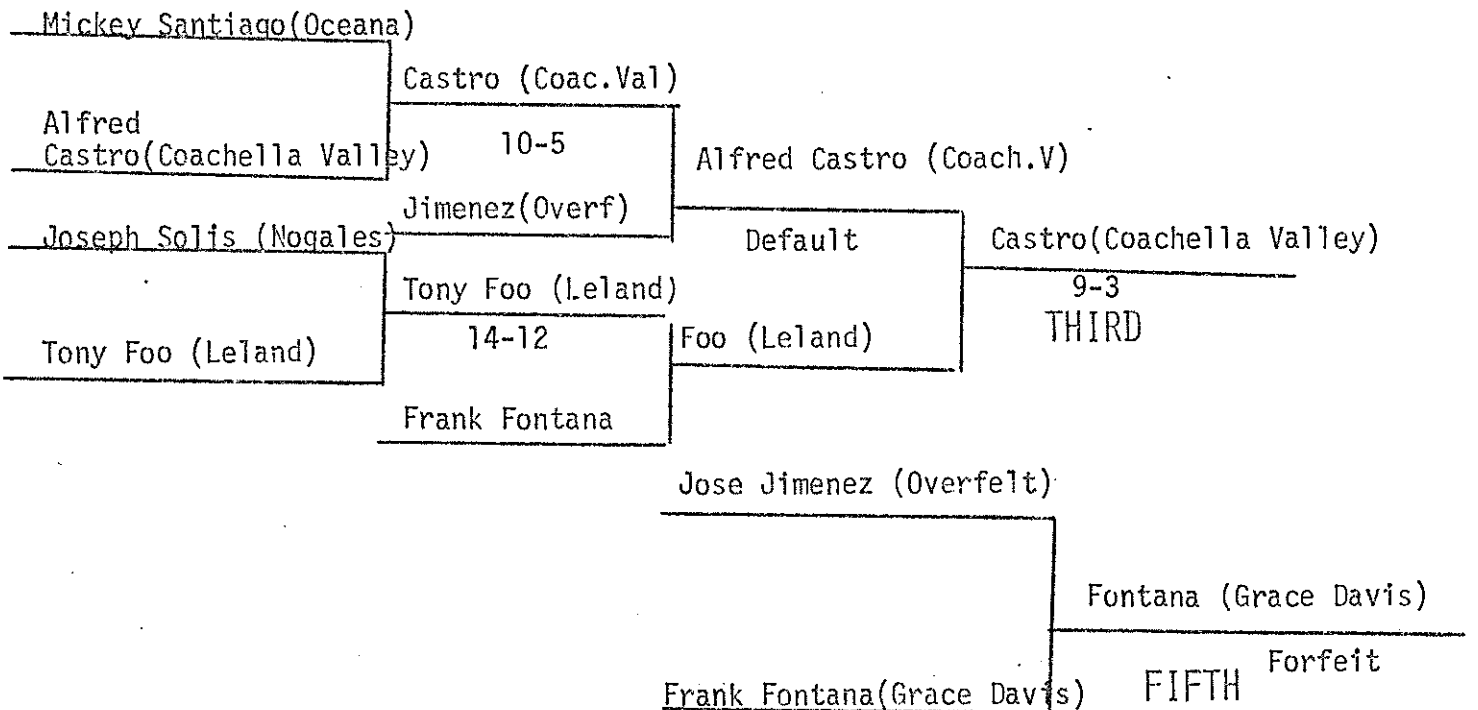 Mickey Santiago(Oceana)
Castro (Coac.Val)
Alfred
Castro(Coachella Valley)
10-5
Alfred Castro (Coach.V)
Jimenez(Overf)
Joseph Solis (Nogales)
Default
Castro(Coachella Valley)
Tony Foo (Leland)
9-3
THIRD
14-12
Foo (Leland)
Tony Foo (Leland)
Frank Fontana
Jose Jimenez (Overfelt)
Fontana (Grace Davis)
Forfeit
FIFTH
Frank Fontana(Grace Davis)